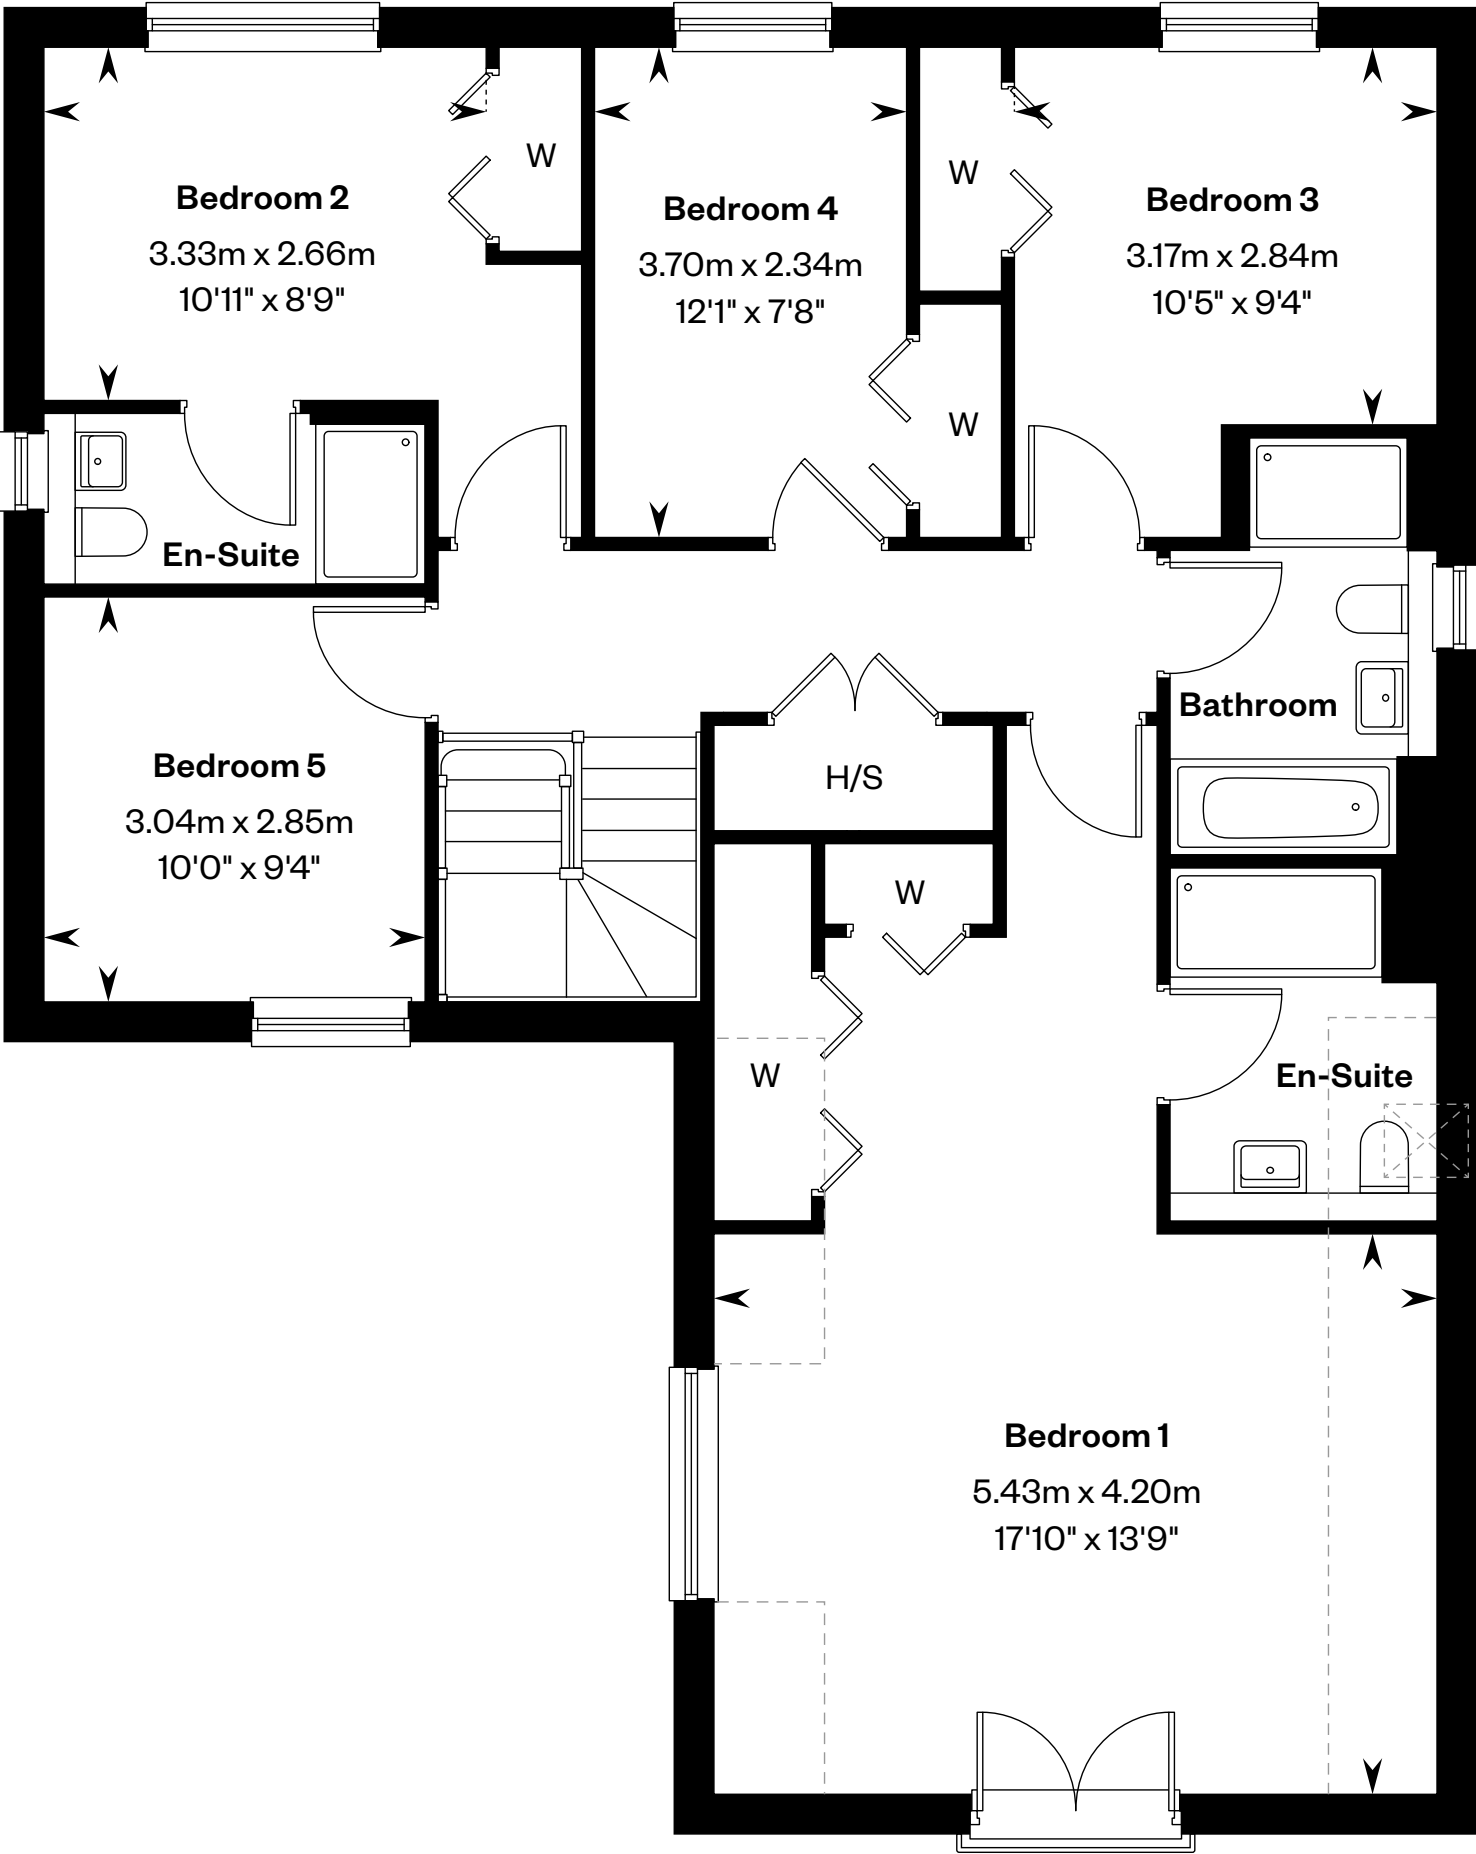 W
Bedroom 2
3.33m x 2.66m
10'11" x 8'9"
Bedroom 4
3.70m x 2.34m
12'1" x 7'8"
W
Bedroom 3
3.17m x 2.84m
10'5" x 9'4"
W
En-Suite
Bathroom
Bedroom 5
3.04m x 2.85m
10'0" x 9'4"
H/S
W
W
En-Suite
Bedroom 1
5.43m x 4.20m
17'10" x 13'9"